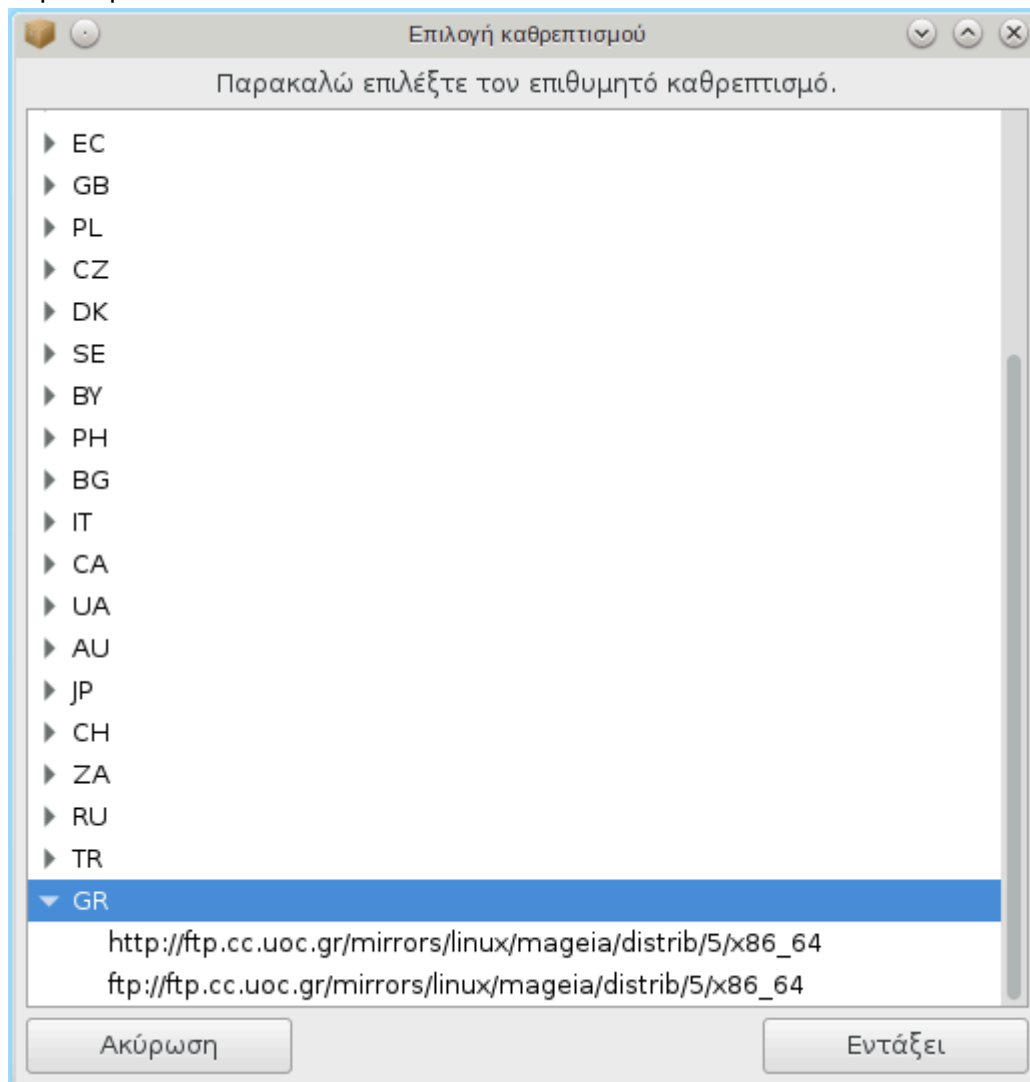 Επιλογή καθρεπτισμού
Παρακαλώ επιλέξτε τον επιθυμητό καθρεπτισμό.
EC
GB
PL
CZ
DK
SE
BY
PH
BG
IT
CA
UA
AU
JP
CH
ZA
RU
TR
GR
http://ftp.cc.uoc.gr/mirrors/linux/mageia/distrib/5/x86_64
ftp://ftp.cc.uoc.gr/mirrors/linux/mageia/distrib/5/x86_64
Ακύρωση
Εντάξει